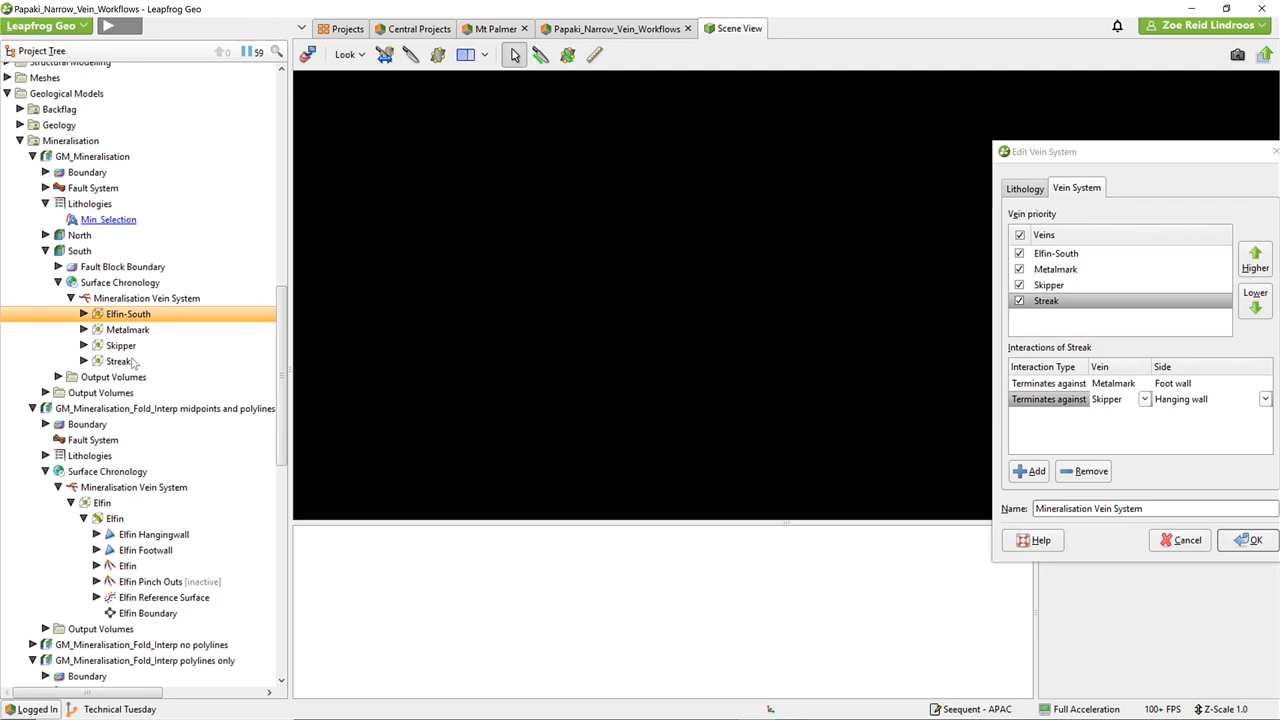 Papaki_Narrow_Vein_Workflows - Leapfrog Geo
Leapfrog Geo
Projects
Central Projects
Mt Palmer
Papaki_Narrow_Vein_Workflows
Scene View
Zoe Reid Lindroos
Project Tree
0
59
Look
Structural Modelling
Meshes
Geological Models
Backflag
Geology
Mineralisation
GM_Mineralisation
Boundary
Fault System
Lithologies
Min_Selection
North
South
Fault Block Boundary
Surface Chronology
Mineralisation Vein System
Elfin-South
Metalmark
Skipper
Streak
Output Volumes
Output Volumes
GM_Mineralisation_Fold_Interp midpoints and polylines
Boundary
Fault System
Lithologies
Surface Chronology
Mineralisation Vein System
Elfin
Elfin
Elfin Hangingwall
Elfin Footwall
Elfin
Elfin Pinch Outs [inactive]
Elfin Reference Surface
Elfin Boundary
Output Volumes
GM_Mineralisation_Fold_Interp no polylines
GM_Mineralisation_Fold_Interp polylines only
Boundary
Edit Vein System
Lithology
Vein System
Vein priority
Veins
Elfin-South
Metalmark
Skipper
Streak
Higher
Lower
Interactions of Streak
Interaction Type Vein Side
Terminates against Metalmark Foot wall
Terminates against Skipper Hanging wall
Add
Remove
Name: Mineralisation Vein System
Help
Cancel
OK
Logged In
Technical Tuesday
Seequent - APAC
Full Acceleration
100+ FPS
Z-Scale 1.0